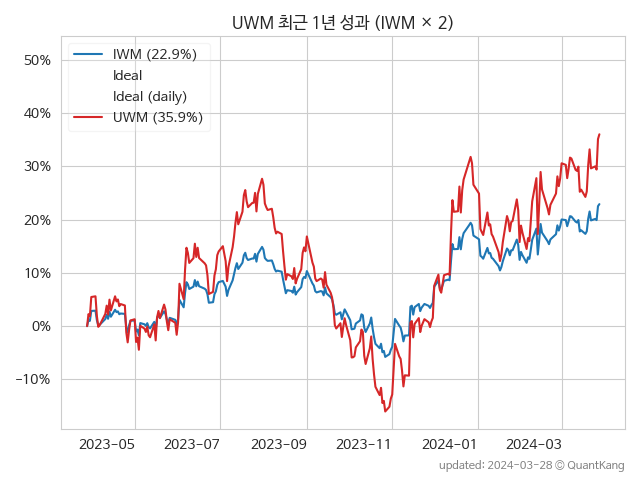 UWM 최근 1년 성과 (IWM × 2)
IWM (22.9%)
Ideal
Ideal (daily)
UWM (35.9%)
50%
40%
30%
20%
10%
0%
−10%
2023−05
2023−07
2023−09
2023−11
2024−01
2024−03
updated: 2024−03−28 © QuantKang